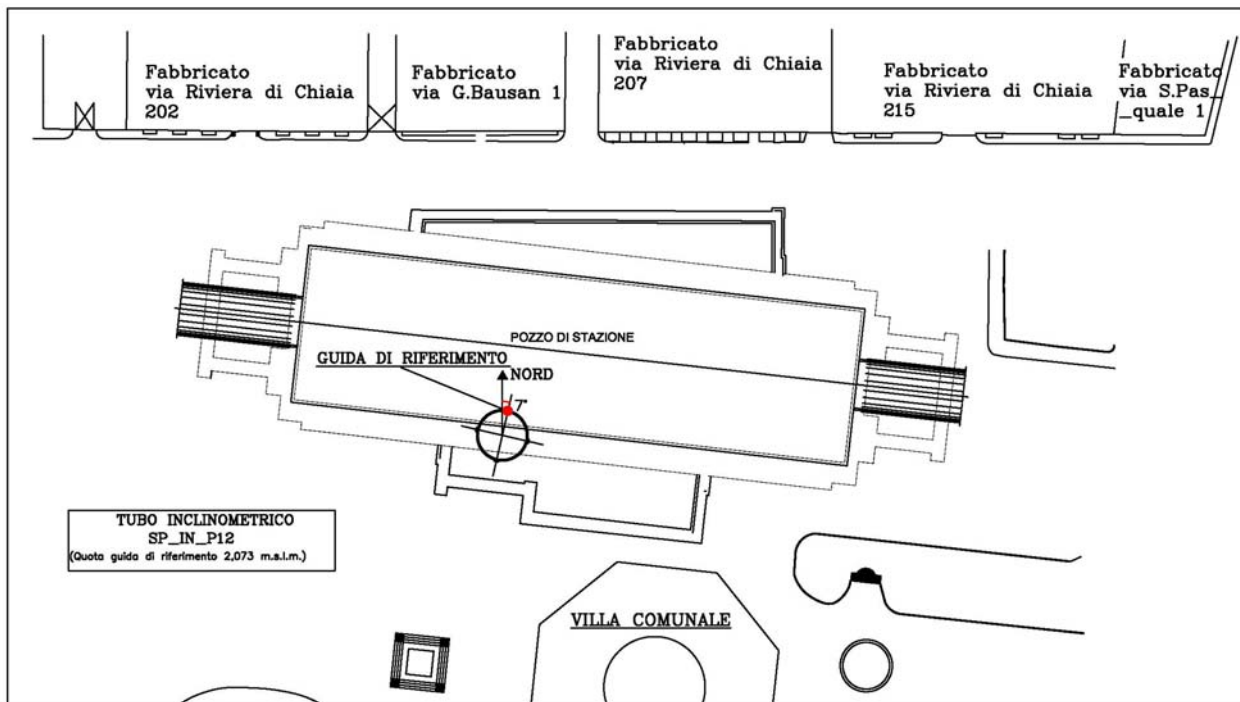 Fabbricato
via Riviera di Chiaia
202
Fabbricato
via G.Bausan 1
Fabbricato
via Riviera di Chiaia
207
Fabbricato
via Riviera di Chiaia
215
Fabbricato
via S.Pas_
_quale 1
POZZO DI STAZIONE
GUIDA DI RIFERIMENTO
NORD
7°
TUBO INCLINOMETRICO
SP_IN_P12
(Quota guida di riferimento 2,073 m.s.l.m.)
VILLA COMUNALE